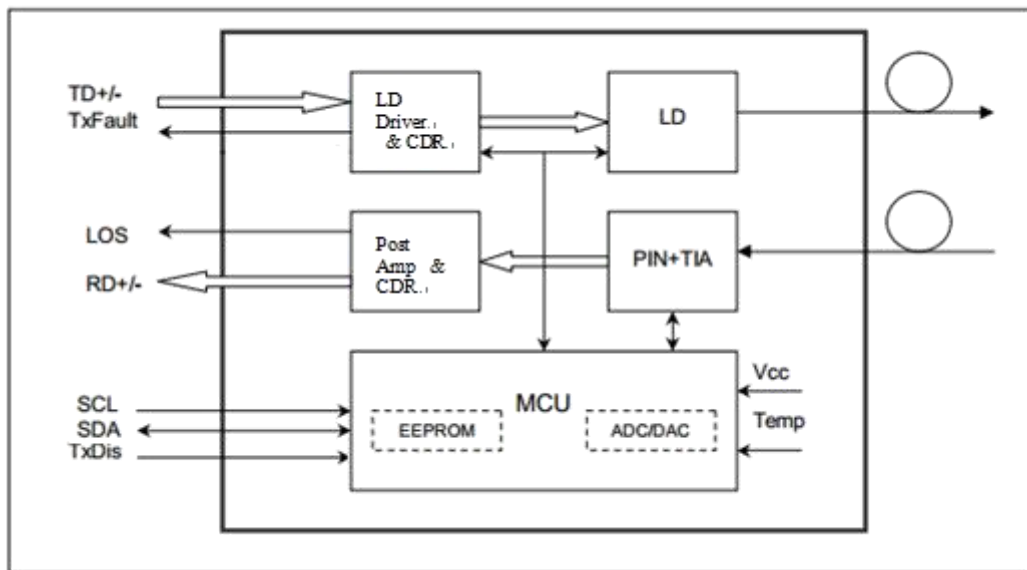 TD+/-
TxFault
LD
Driver.
& CDR.
LD
LOS
RD+/-
Post
Amp &
CDR.
PIN+TIA
SCL
SDA
TxDis
MCU
EEPROM
ADC/DAC
Vcc
Temp